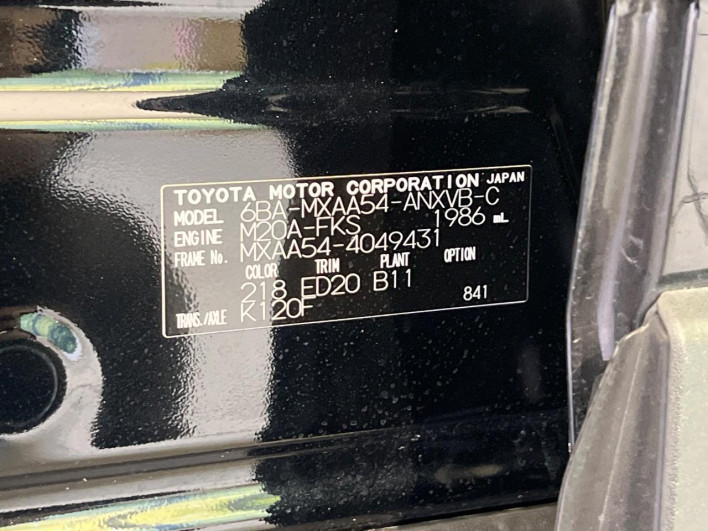 TOYOTA MOTOR CORPORATION JAPAN
MODEL 6BA-MXAA54-ANXVB-C
ENGINE M20A-FKS 1986 mL
FRAME No. MXAA54-4049431
COLOR TRIM PLANT OPTION
218 ED20 B11
TRANS./AXLE K120F 841